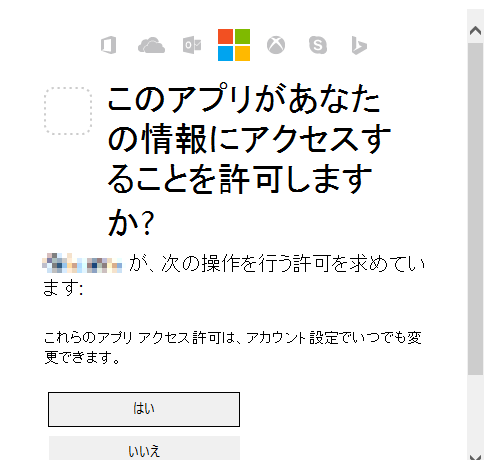 このアプリがあなた
の情報にアクセスす
ることを許可します
か?
が、次の操作を行う許可を求めてい
ます:
これらのアプリ アクセス許可は、アカウント設定でいつでも変
更できます。
はい
いいえ